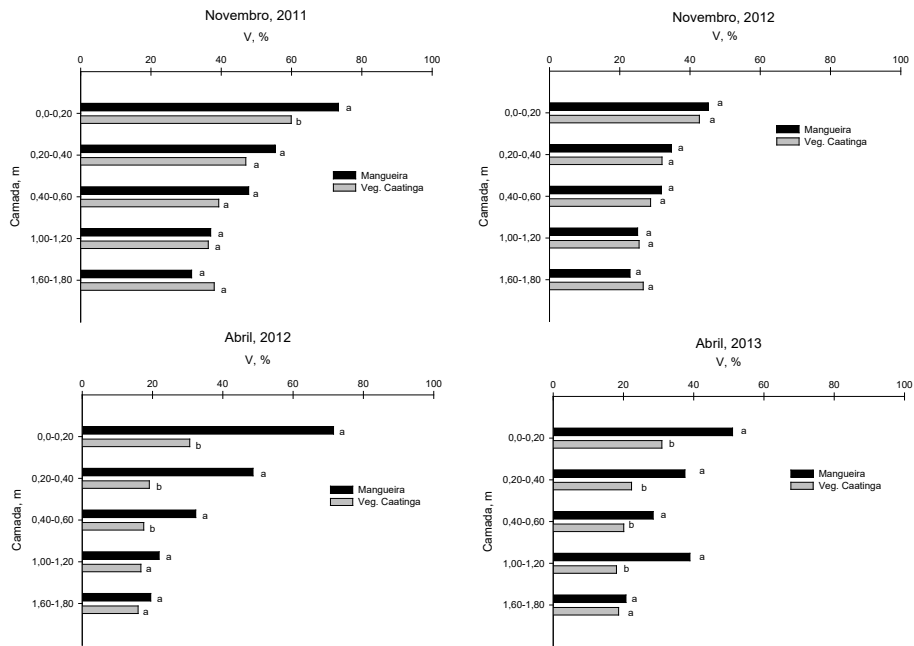 Novembro, 2011
V, %
0 20 40 60 80 100
Camada, m
0,0-0,20 a
b
0,20-0,40 a
a
0,40-0,60 a
a
1,00-1,20 a
a
1,60-1,80 a
a
Mangueira
Veg. Caatinga
Novembro, 2012
V, %
0 20 40 60 80 100
Camada, m
0,0-0,20 a
a
0,20-0,40 a
a
0,40-0,60 a
a
1,00-1,20 a
a
1,60-1,80 a
a
Mangueira
Veg. Caatinga
Abril, 2012
V, %
0 20 40 60 80 100
Camada, m
0,0-0,20 a
b
0,20-0,40 a
b
0,40-0,60 a
b
1,00-1,20 a
a
1,60-1,80 a
a
Mangueira
Veg. Caatinga
Abril, 2013
V, %
0 20 40 60 80 100
Camada, m
0,0-0,20 a
b
0,20-0,40 a
b
0,40-0,60 a
b
1,00-1,20 a
b
1,60-1,80 a
a
Mangueira
Veg. Caatinga